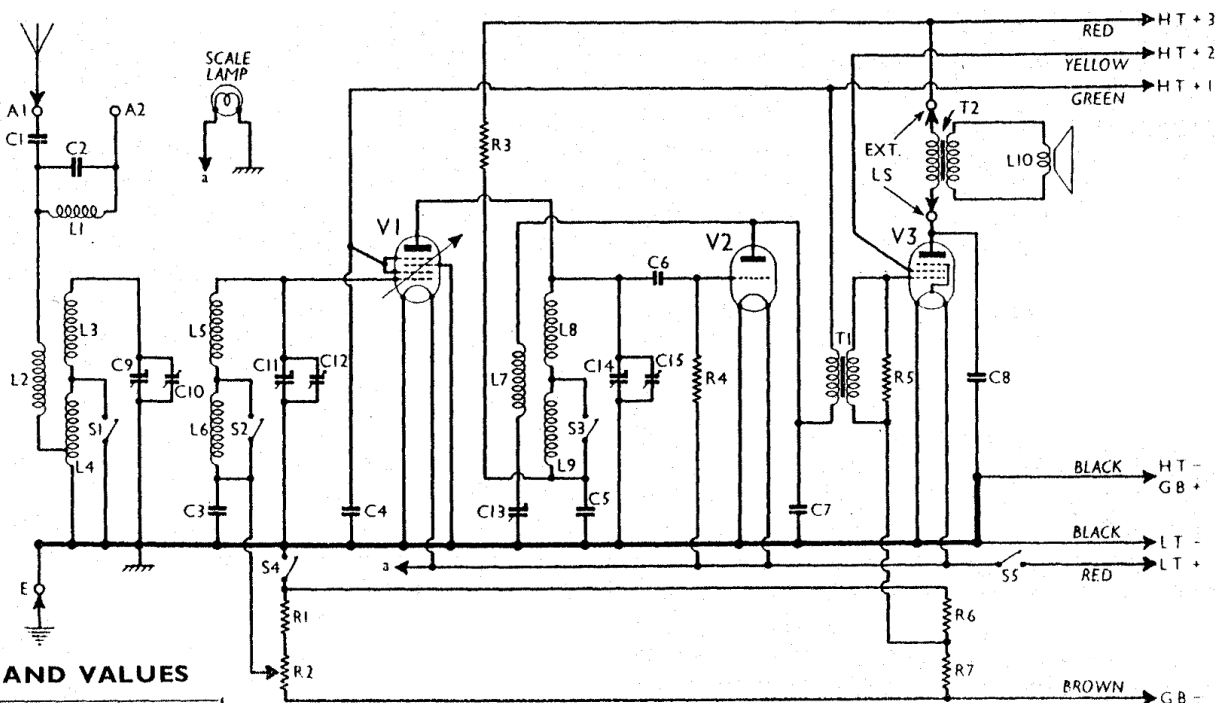 HT+3
RED
HT+2
YELLOW
HT+1
GREEN
SCALE
LAMP
A1
A2
C1
C2
a
L1
R3
T2
EXT.
LS
L10
V1
V2
V3
C6
L3
C9
C10
L5
C11
C12
L7
L8
C14
C15
R4
T1
R5
C8
L2
S1
L4
L6
S2
S3
L9
C3
C4
C13
C5
C7
BLACK
HT-
GB+
BLACK
LT-
S4
a
S5
RED
LT+
E
R1
R6
AND VALUES
R2
R7
BROWN
GB-